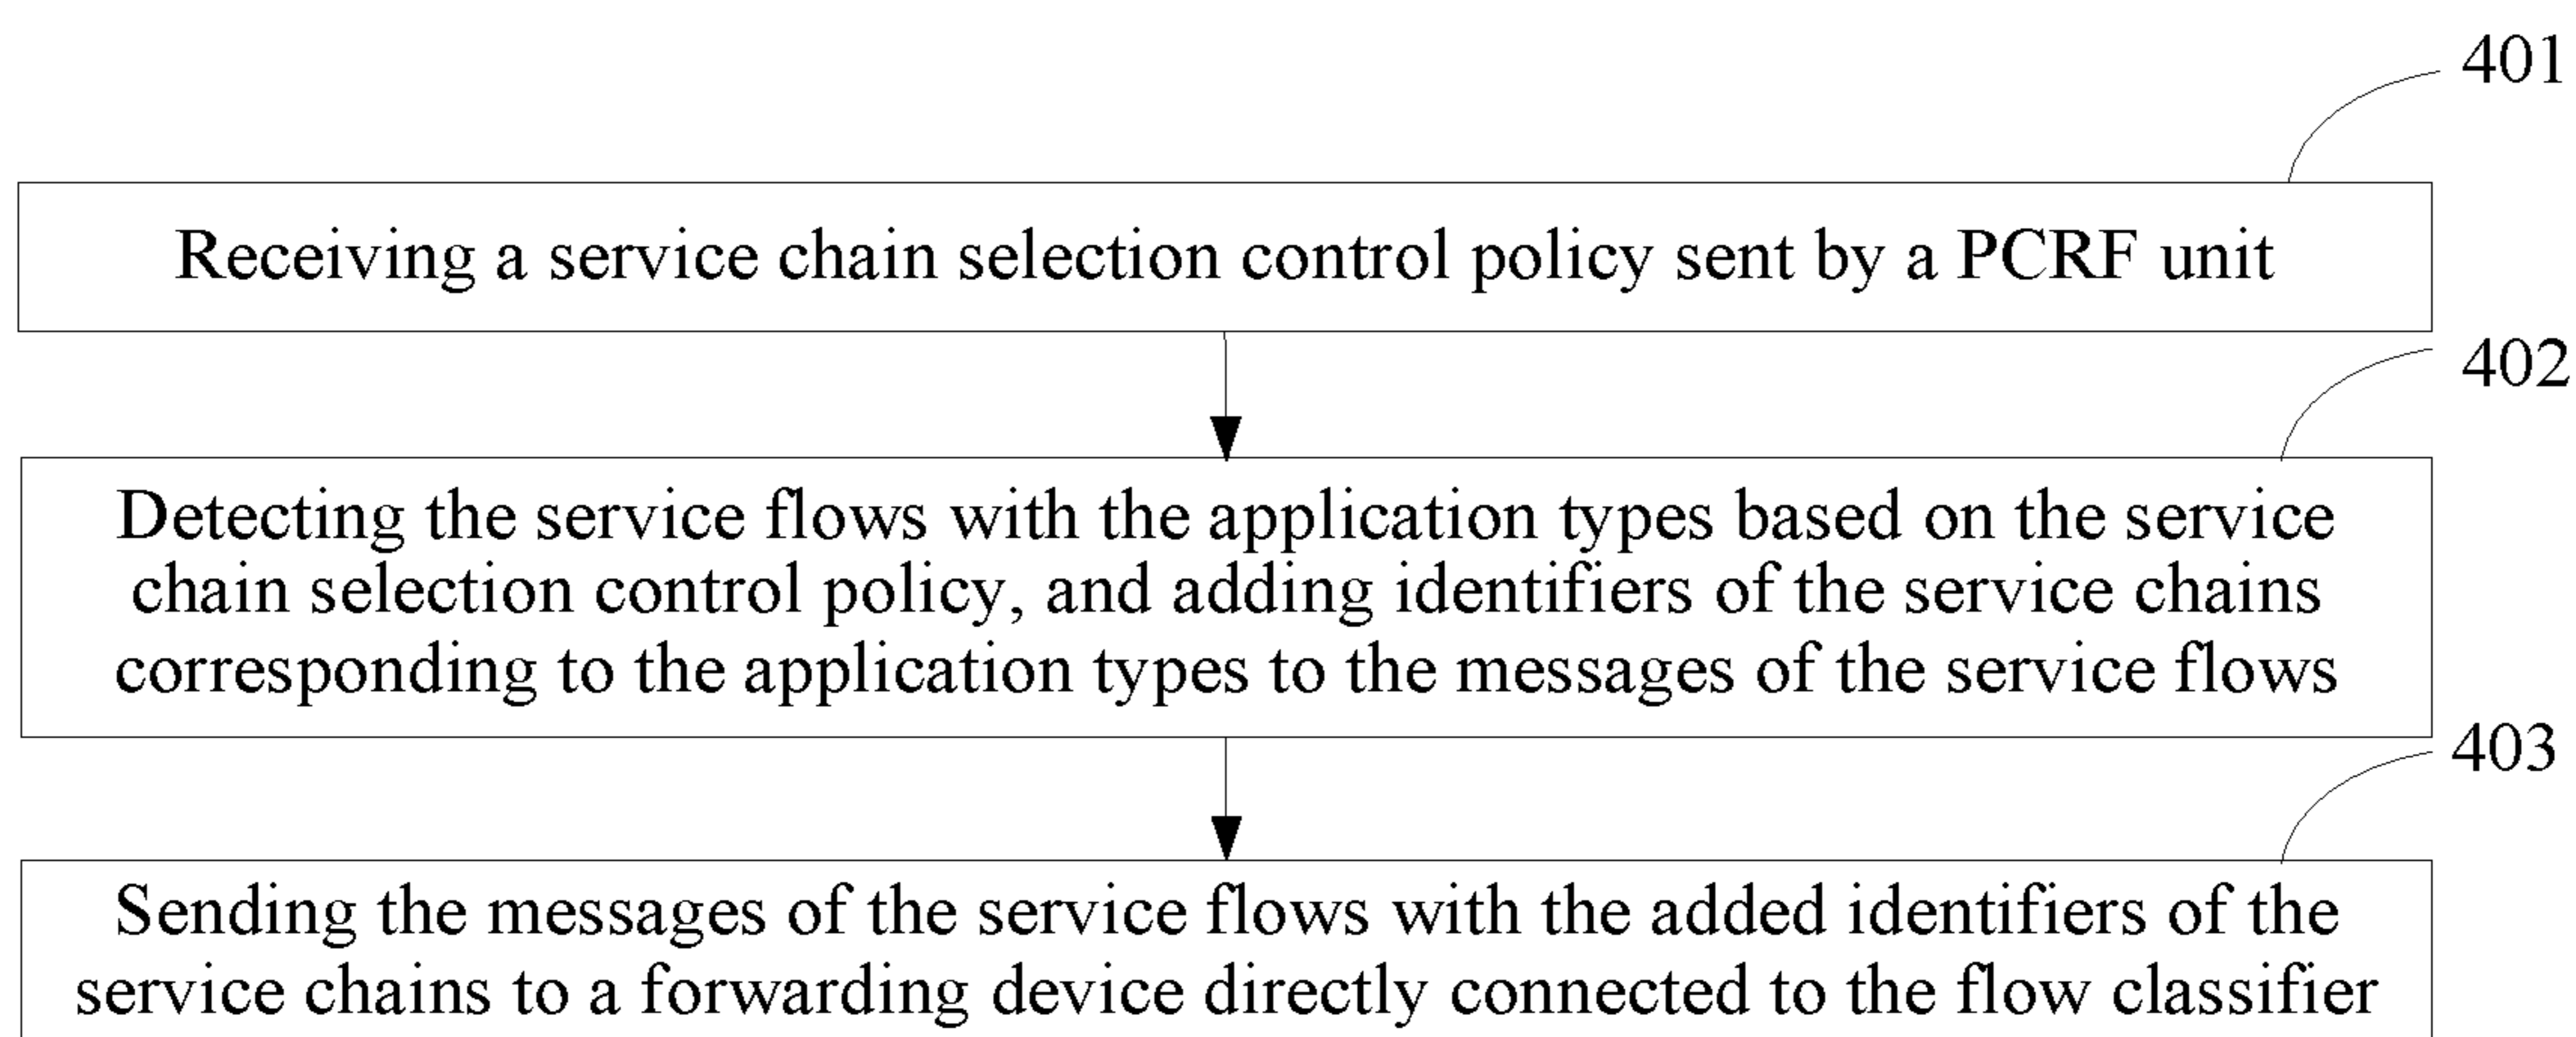 401
Receiving a service chain selection control policy sent by a PCRF unit
402
Detecting the service flows with the application types based on the service
chain selection control policy, and adding identifiers of the service chains
corresponding to the application types to the messages of the service flows
403
Sending the messages of the service flows with the added identifiers of the
service chains to a forwarding device directly connected to the flow classifier